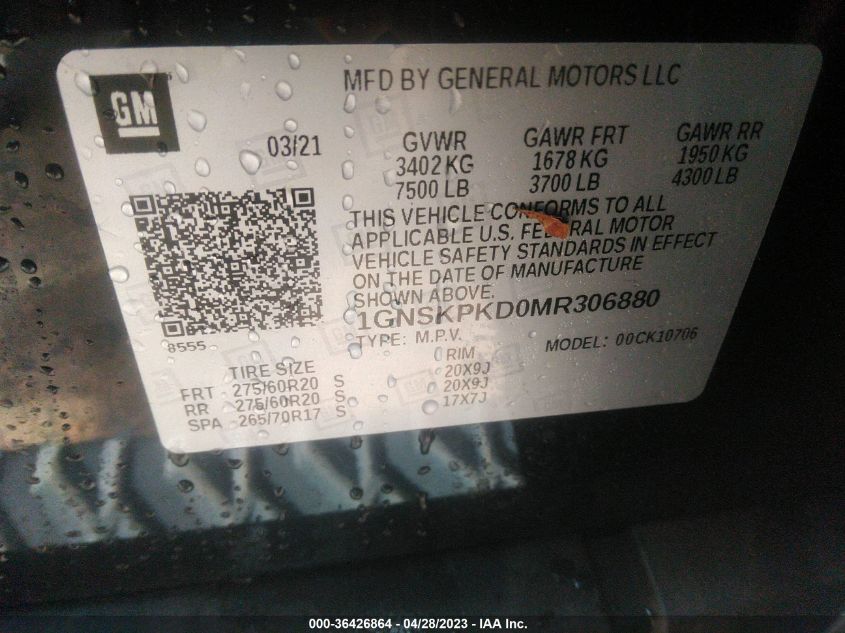 GM
MFD BY GENERAL MOTORS LLC
03/21
GVWR GAWR FRT GAWR RR
3402 KG 1678 KG 1950 KG
7500 LB 3700 LB 4300 LB
THIS VEHICLE CONFORMS TO ALL
APPLICABLE U.S. FEDERAL MOTOR
VEHICLE SAFETY STANDARDS IN EFFECT
ON THE DATE OF MANUFACTURE
SHOWN ABOVE.
1GNSKPKD0MR306880
TYPE: M.P.V. MODEL: 00CK10706
8555
TIRE SIZE RIM
FRT 275/60R20 S 20X9J
RR 275/60R20 S 20X9J
SPA 265/70R17 S 17X7J
000-36426864 - 04/28/2023 - IAA Inc.